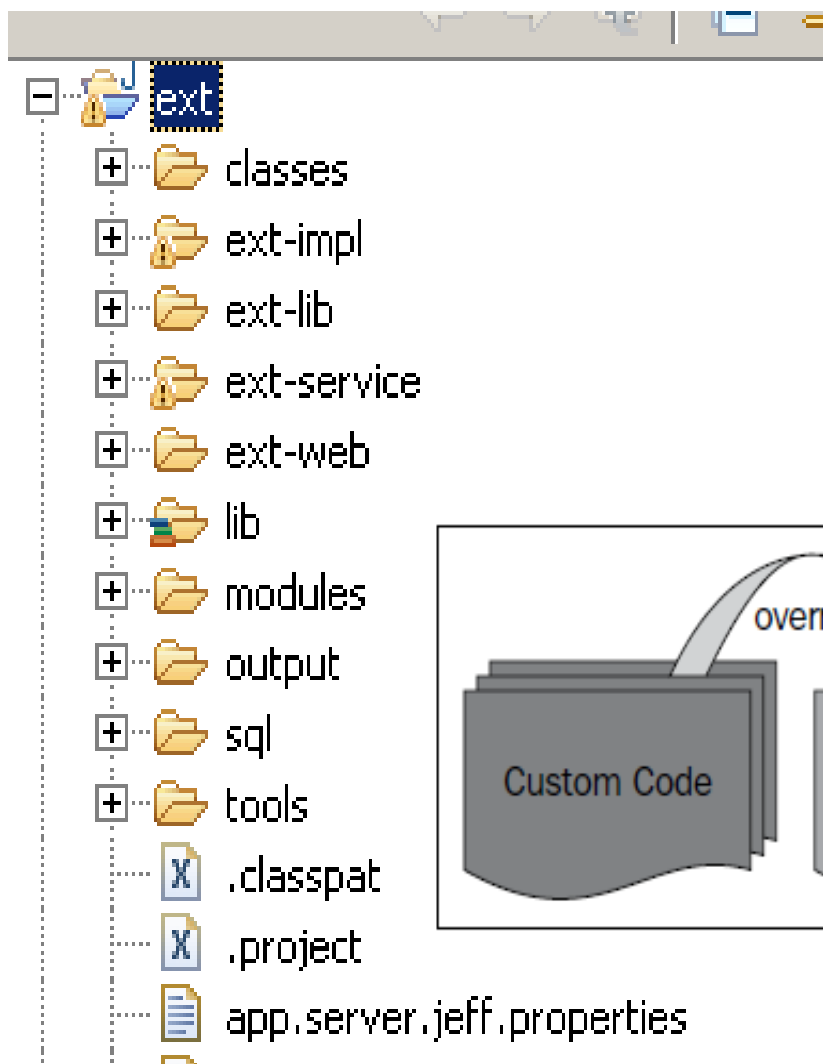 ext
classes
ext-impl
ext-lib
ext-service
ext-web
lib
modules
output
sql
tools
.classpat
.project
app.server.jeff.properties
Custom Code